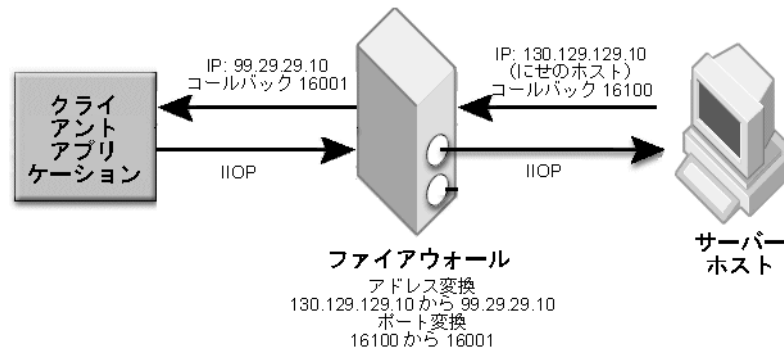 IP: 99.29.29.10
コールバック 16001
IP: 130.129.129.10
(にせのホスト)
コールバック 16100
クライ
アント
アプリ
ケーション
IIOP
IIOP
ファイアウォール
アドレス変換
130.129.129.10 から 99.29.29.10
ポート変換
16100 から 16001
サーバー
ホスト